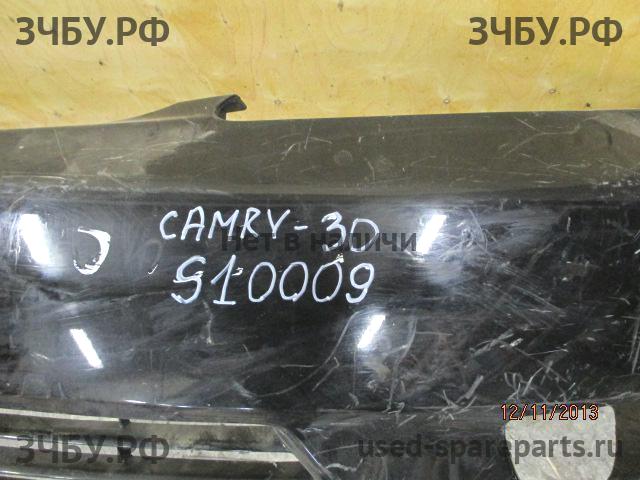 ЗЧБУ.РФ ЗЧБУ.РФ
CAMRY-30
Нет в наличии
S10009
12/11/2013
ЗЧБУ.РФ used-spareparts.ru